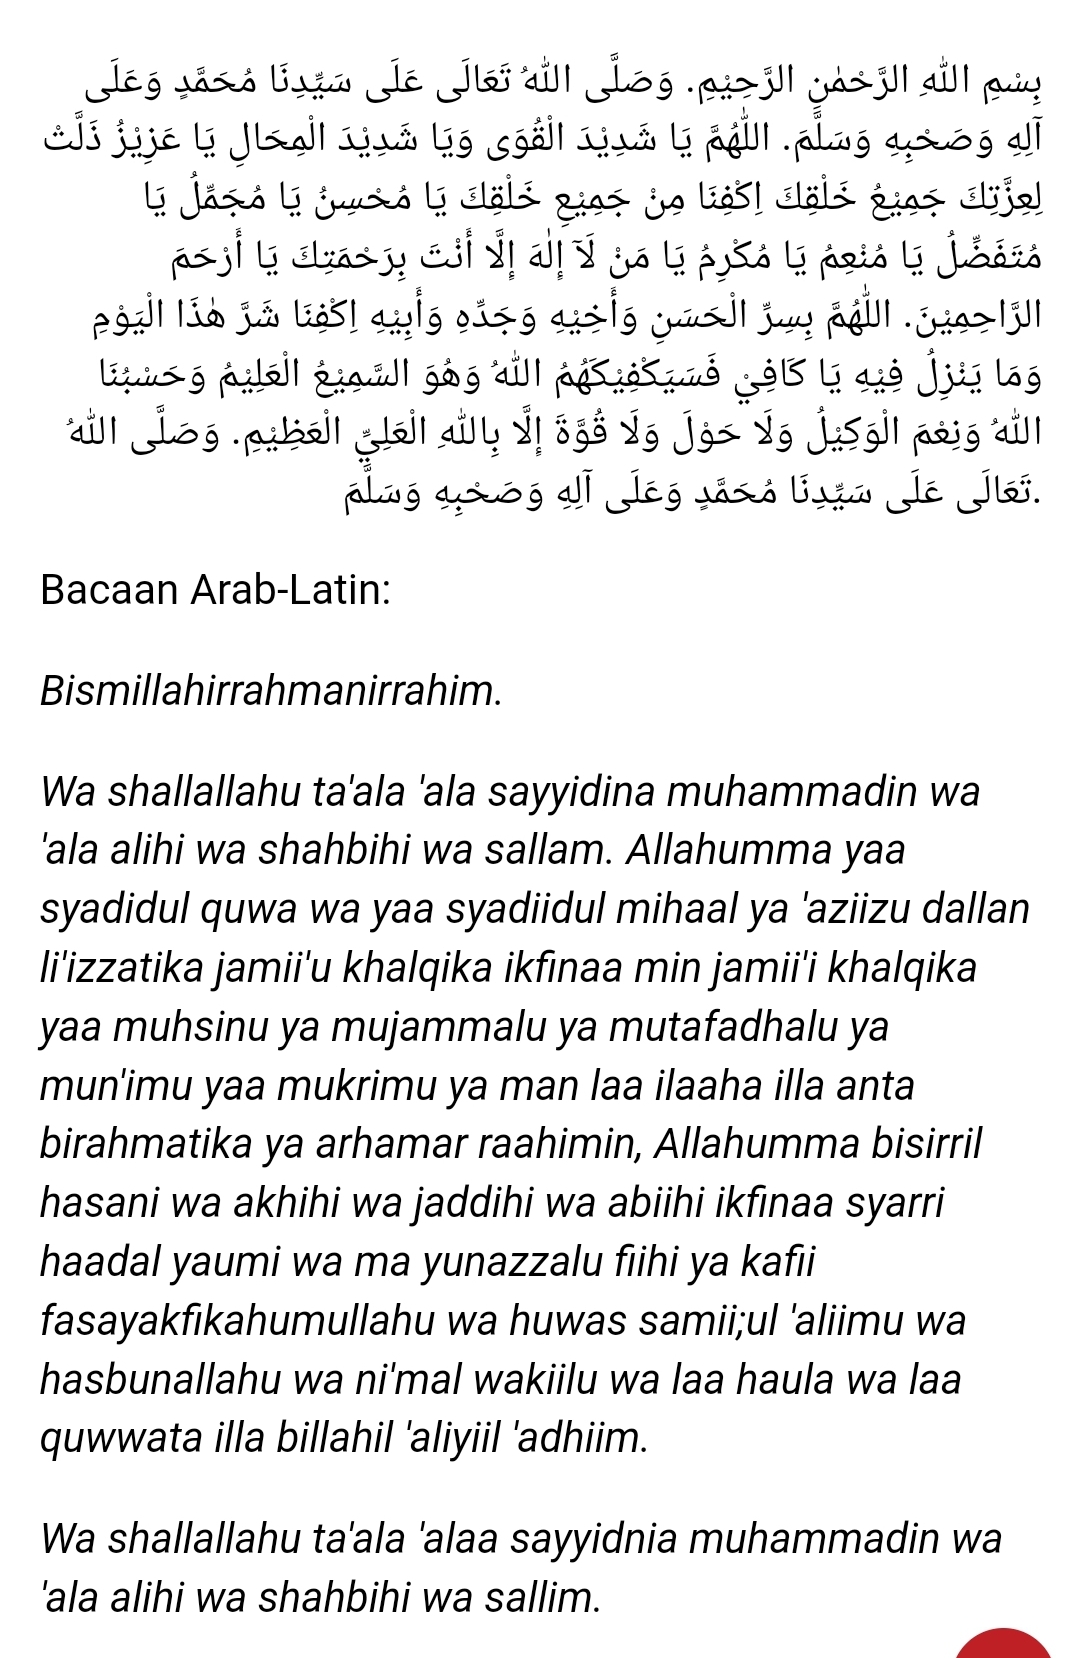 بِسْمِ اللّٰهِ الرَّحْمٰنِ الرَّحِيْمِ. وَصَلَّى اللّٰهُ تَعَالَى عَلَى سَيِّدِنَا مُحَمَّدٍ وَعَلَى
آلِهِ وَصَحْبِهِ وَسَلَّمَ. اللّٰهُمَّ يَا شَدِيْدَ الْقُوَى وَيَا شَدِيْدَ الْمِحَالِ يَا عَزِيْزُ ذَلَّتْ
لِعِزَّتِكَ جَمِيْعُ خَلْقِكَ اِكْفِنَا مِنْ جَمِيْعِ خَلْقِكَ يَا مُحْسِنُ يَا مُجَمِّلُ يَا
مُتَفَضِّلُ يَا مُنْعِمُ يَا مُكْرِمُ يَا مَنْ لَآ إِلٰهَ إِلَّا أَنْتَ بِرَحْمَتِكَ يَا أَرْحَمَ
الرَّاحِمِيْنَ. اللّٰهُمَّ بِسِرِّ الْحَسَنِ وَأَخِيْهِ وَجَدِّهِ وَأَبِيْهِ اِكْفِنَا شَرَّ هٰذَا الْيَوْمِ
وَمَا يَنْزِلُ فِيْهِ يَا كَافِيْ فَسَيَكْفِيْكَهُمُ اللّٰهُ وَهُوَ السَّمِيْعُ الْعَلِيْمُ وَحَسْبُنَا
اللّٰهُ وَنِعْمَ الْوَكِيْلُ وَلَا حَوْلَ وَلَا قُوَّةَ إِلَّا بِاللّٰهِ الْعَلِيِّ الْعَظِيْمِ. وَصَلَّى اللّٰهُ
.تَعَالَى عَلَى سَيِّدِنَا مُحَمَّدٍ وَعَلَى آلِهِ وَصَحْبِهِ وَسَلَّمَ
Bacaan Arab-Latin:
Bismillahirrahmanirrahim.
Wa shallallahu ta'ala 'ala sayyidina muhammadin wa
'ala alihi wa shahbihi wa sallam. Allahumma yaa
syadidul quwa wa yaa syadiidul mihaal ya 'aziizu dallan
li'izzatika jamii'u khalqika ikfinaa min jamii'i khalqika
yaa muhsinu ya mujammalu ya mutafadhalu ya
mun'imu yaa mukrimu ya man laa ilaaha illa anta
birahmatika ya arhamar raahimin, Allahumma bisirril
hasani wa akhihi wa jaddihi wa abiihi ikfinaa syarri
haadal yaumi wa ma yunazzalu fiihi ya kafii
fasayakfikahumullahu wa huwas samii;ul 'aliimu wa
hasbunallahu wa ni'mal wakiilu wa laa haula wa laa
quwwata illa billahil 'aliyiil 'adhiim.
Wa shallallahu ta'ala 'alaa sayyidnia muhammadin wa
'ala alihi wa shahbihi wa sallim.